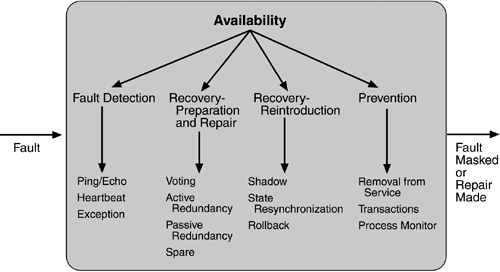 Availability
Fault Detection
Recovery-
Preparation
and Repair
Recovery-
Reintroduction
Prevention
Fault
Fault
Masked
or
Repair
Made
Ping/Echo
Heartbeat
Exception
Voting
Active
Redundancy
Passive
Redundancy
Spare
Shadow
State
Resynchronization
Rollback
Removal from
Service
Transactions
Process Monitor